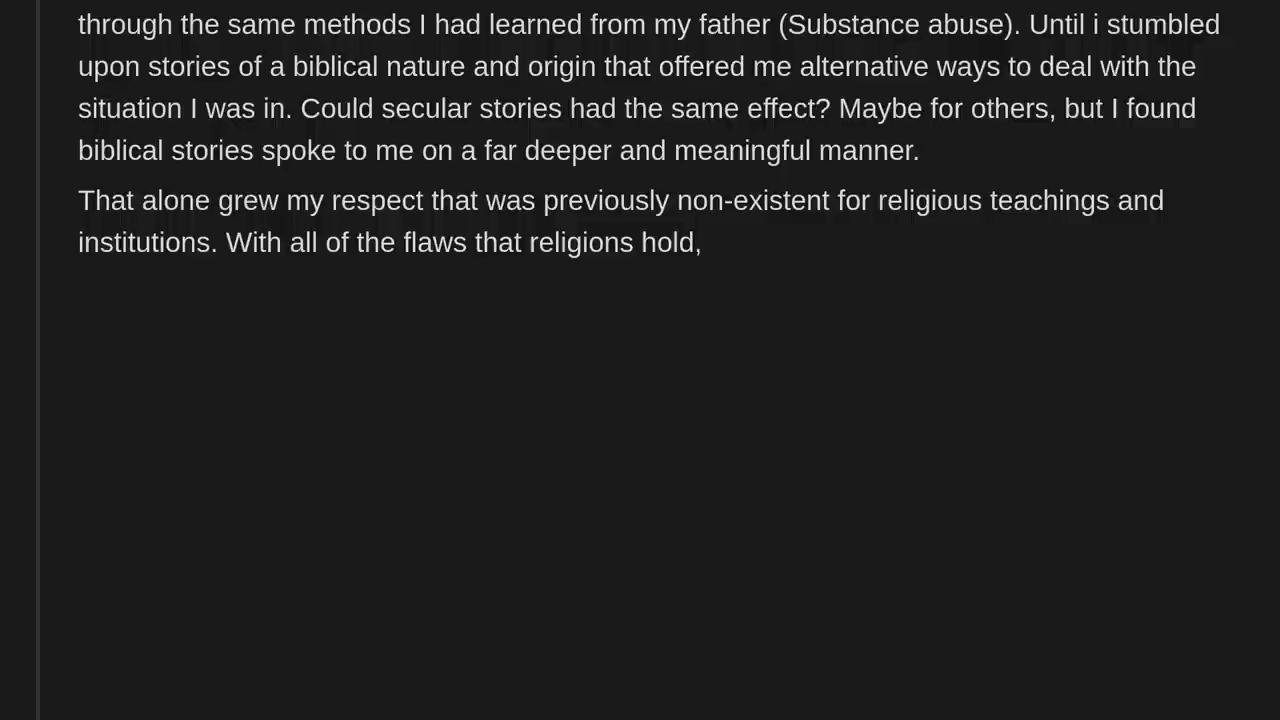 through the same methods I had learned from my father (Substance abuse). Until i stumbled
upon stories of a biblical nature and origin that offered me alternative ways to deal with the
situation I was in. Could secular stories had the same effect? Maybe for others, but I found
biblical stories spoke to me on a far deeper and meaningful manner.
That alone grew my respect that was previously non-existent for religious teachings and
institutions. With all of the flaws that religions hold,